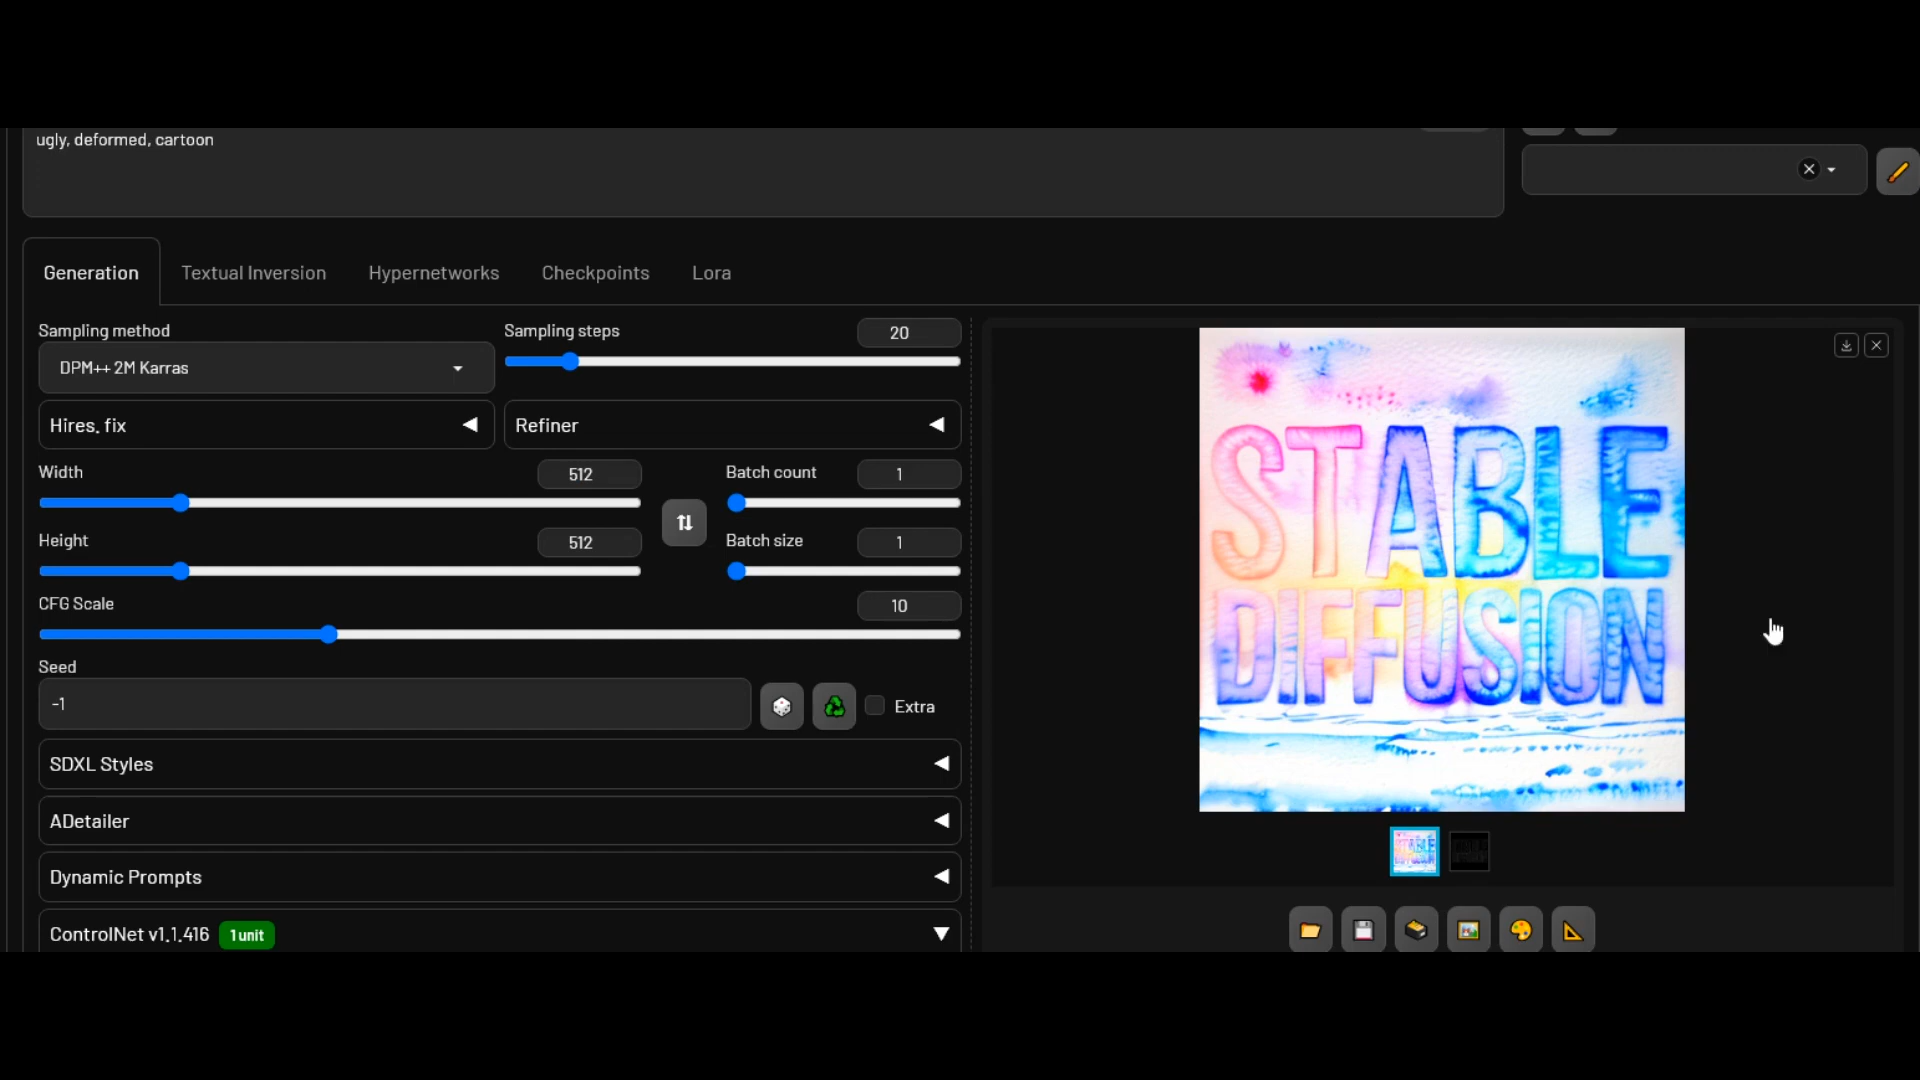 ugly, deformed, cartoon
Generation
Textual Inversion
Hypernetworks
Checkpoints
Lora
Sampling method
DPM++ 2M Karras
Sampling steps
20
Hires. fix
Refiner
Width
512
Batch count
1
Height
512
Batch size
1
CFG Scale
10
Seed
-1
Extra
SDXL Styles
ADetailer
Dynamic Prompts
ControlNet v1.1.416
1 unit
STABLE
DIFFUSION